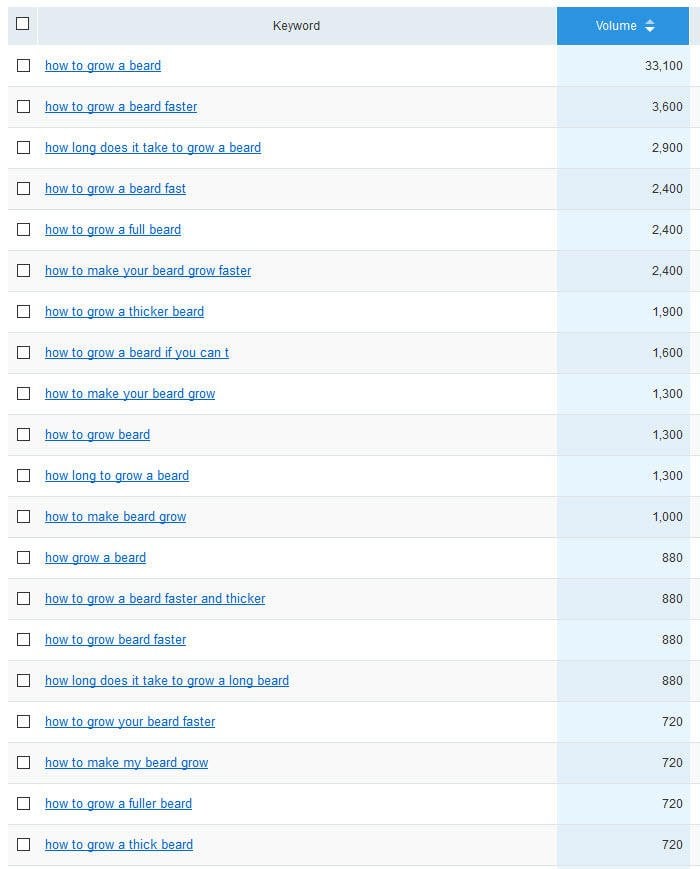 Keyword Volume
how to grow a beard 33,100
how to grow a beard faster 3,600
how long does it take to grow a beard 2,900
how to grow a beard fast 2,400
how to grow a full beard 2,400
how to make your beard grow faster 2,400
how to grow a thicker beard 1,900
how to grow a beard if you can t 1,600
how to make your beard grow 1,300
how to grow beard 1,300
how long to grow a beard 1,300
how to make beard grow 1,000
how grow a beard 880
how to grow a beard faster and thicker 880
how to grow beard faster 880
how long does it take to grow a long beard 880
how to grow your beard faster 720
how to make my beard grow 720
how to grow a fuller beard 720
how to grow a thick beard 720